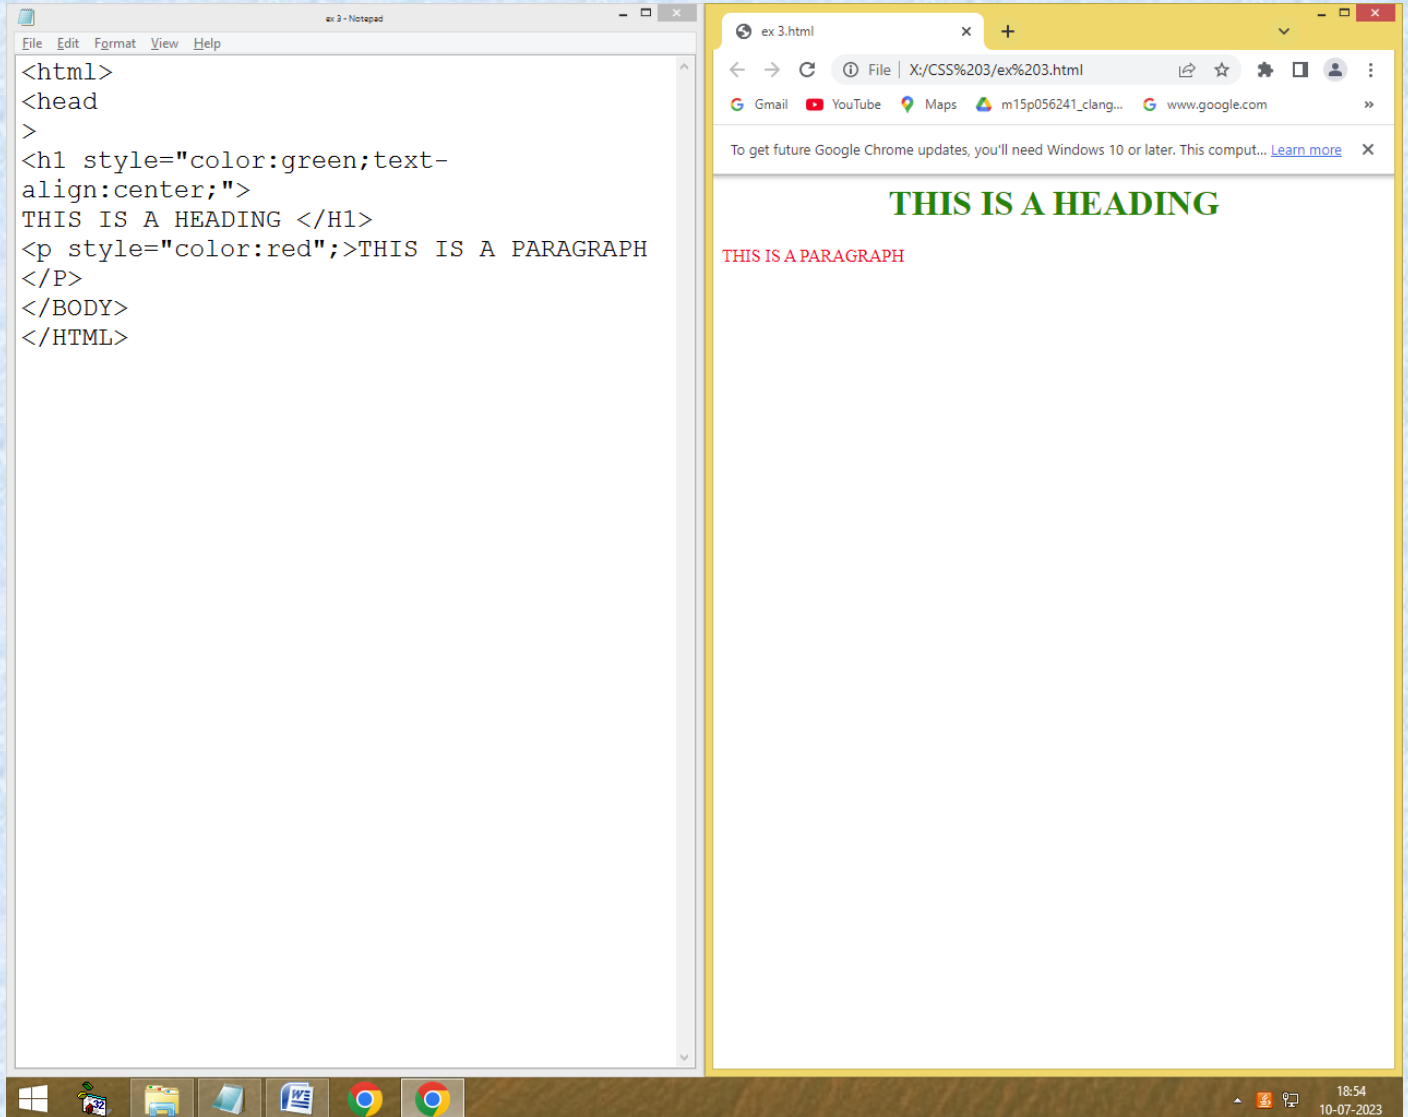 ex 3 - Notepad
File Edit Format View Help
<html>
<head
>
<h1 style="color:green;text-
align:center;">
THIS IS A HEADING </H1>
<p style="color:red";>THIS IS A PARAGRAPH
</P>
</BODY>
</HTML>
ex 3.html
File X:/CSS%203/ex%203.html
Gmail YouTube Maps m15p056241_clang... www.google.com »
To get future Google Chrome updates, you'll need Windows 10 or later. This comput... Learn more
THIS IS A HEADING
THIS IS A PARAGRAPH
32
18:54
10-07-2023